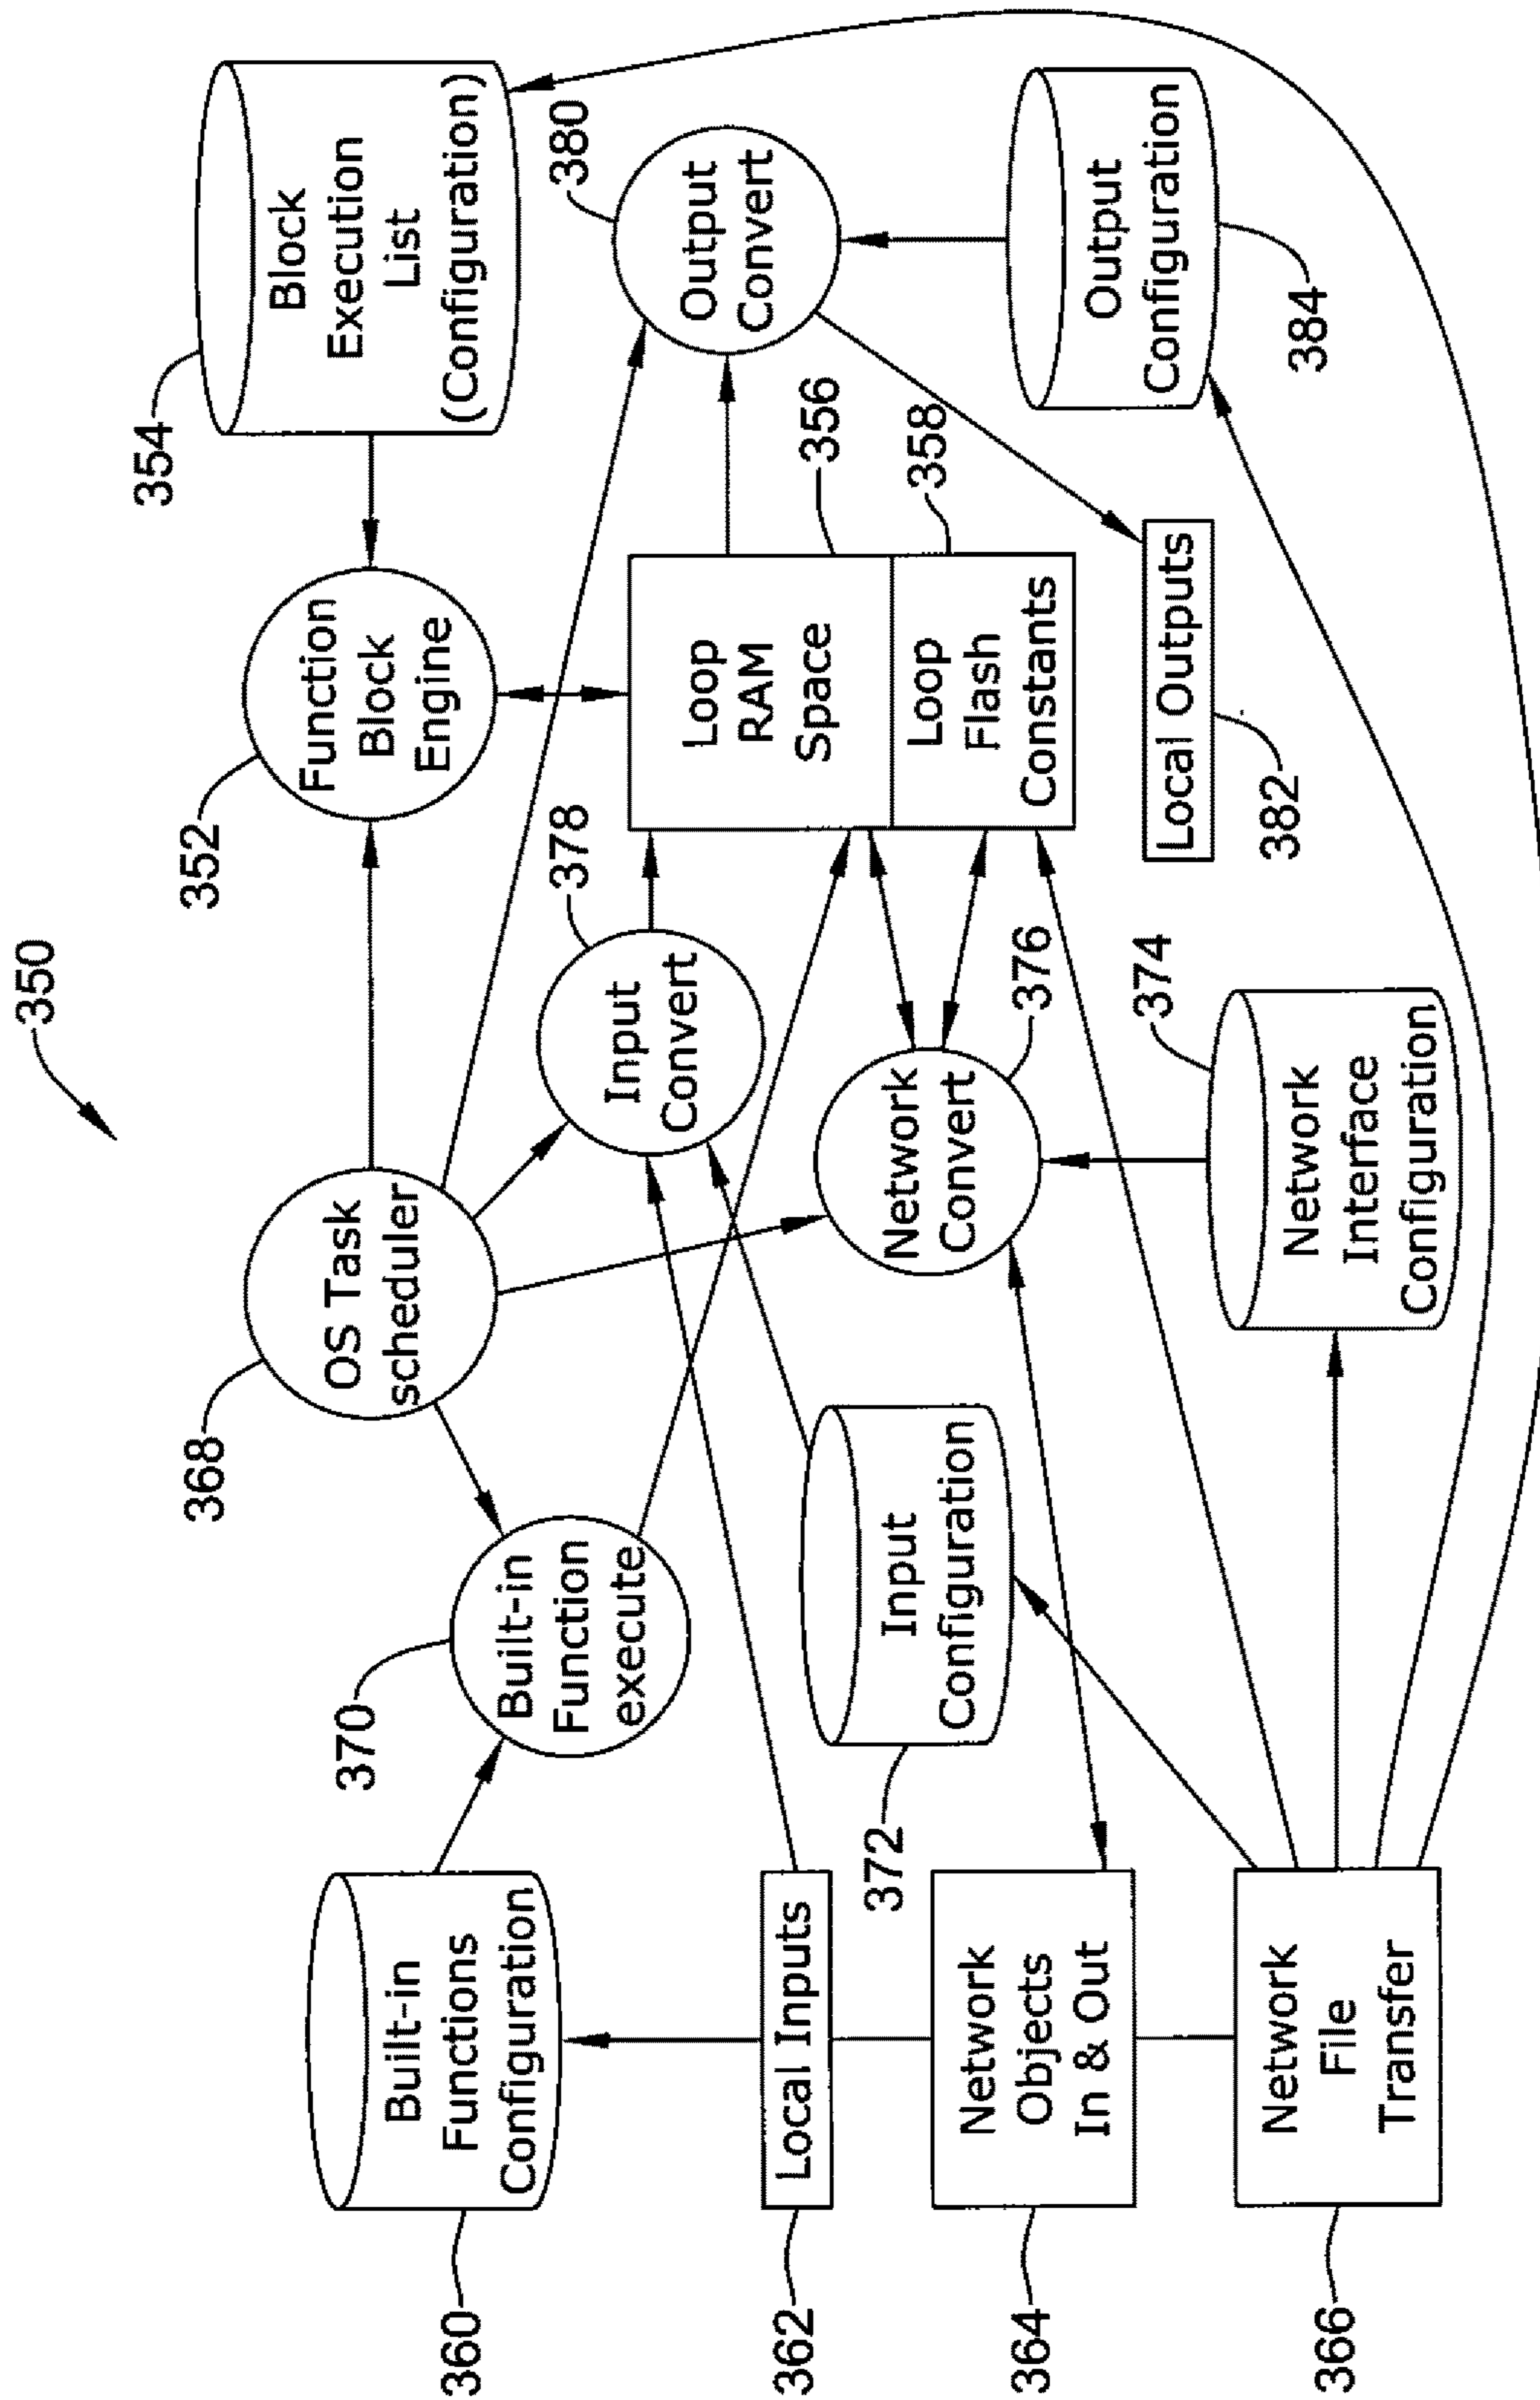 350
368
OS Task
scheduler
352
Function
Block
Engine
354
Block
Execution
List
(Configuration)
360
Built-in
Functions
Configuration
370
Built-in
Function
execute
378
Input
Convert
380
Output
Convert
362
Local Inputs
372
Input
Configuration
Loop
RAM
Space
356
Loop
Flash
Constants
358
364
Network
Objects
In & Out
376
Network
Convert
Local Outputs
382
366
Network
File
Transfer
374
Network
Interface
Configuration
Output
Configuration
384